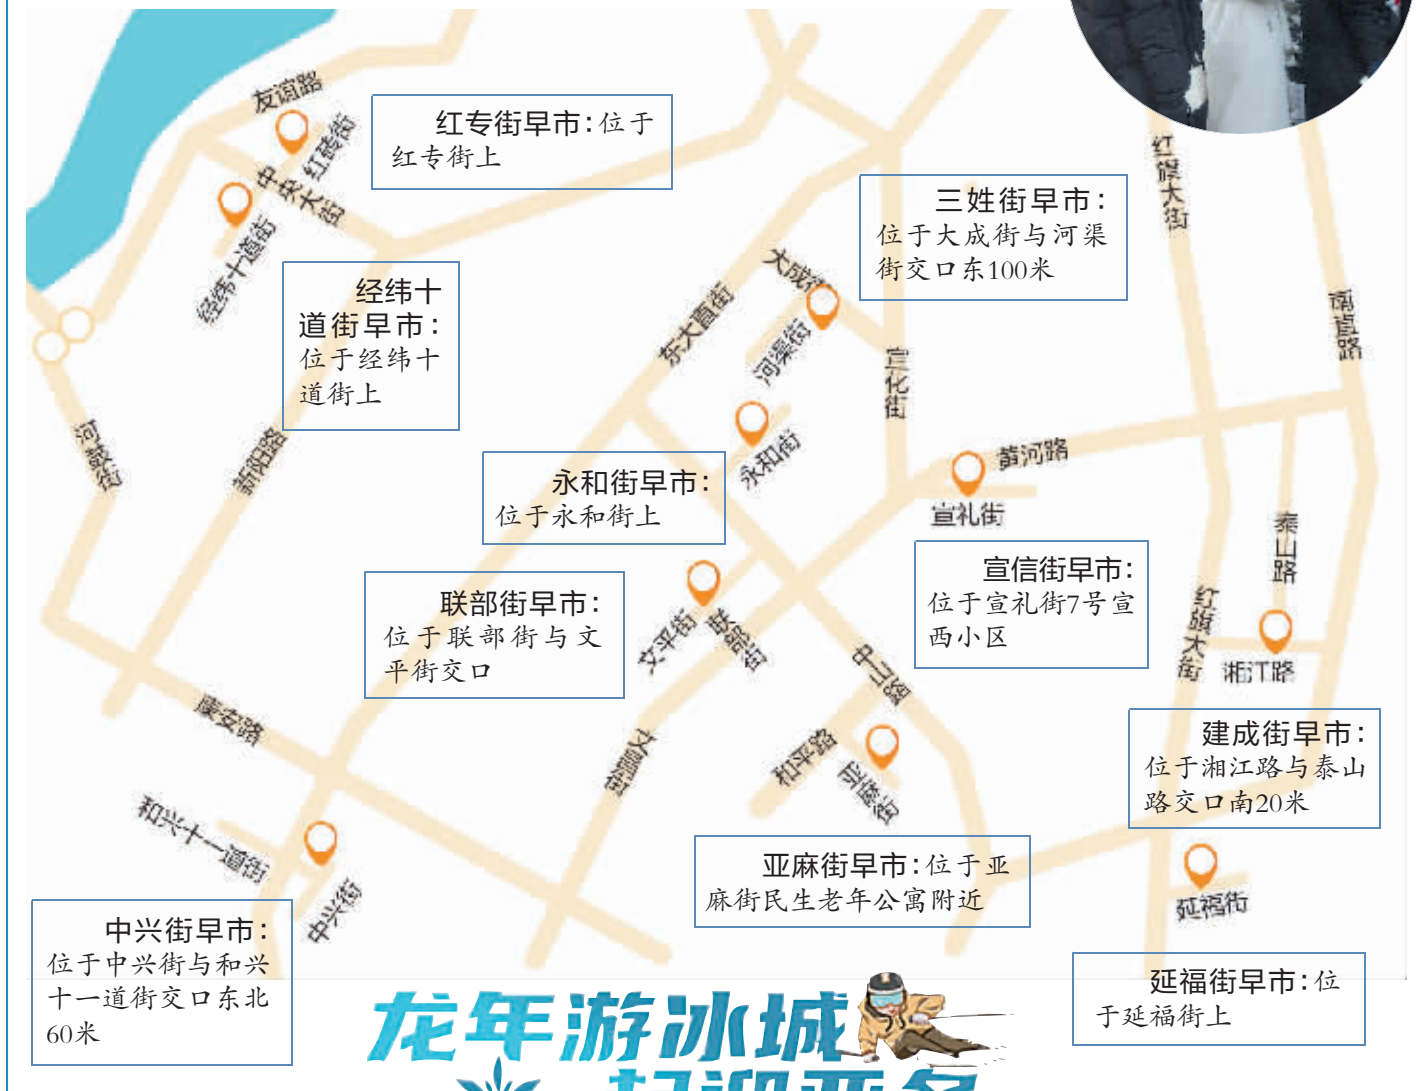 友谊路
红砖街
中央大街
经纬十道街
红专街早市：位于
红专街上
三姓街早市：
位于大成街与河渠
街交口东100米
红旗大街
南直路
经纬十
道街早市：
位于经纬十
道街上
大成街
东大直街
河渠街
宣化街
河鼓街
新阳路
永和街
永和街早市：
位于永和街上
黄河路
宣礼街
宣信街早市：
位于宣礼街7号宣
西小区
泰山路
红旗大街
湘江路
联部街早市：
位于联部街与文
平街交口
文平街
联部街
中山路
康安路
文昌街
和平路
亚麻街
建成街早市：
位于湘江路与泰山
路交口南20米
和兴十一道街
中兴街
亚麻街早市：位于亚
麻街民生老年公寓附近
延福街
中兴街早市：
位于中兴街与和兴
十一道街交口东北
60米
延福街早市：位
于延福街上
龙年游冰城